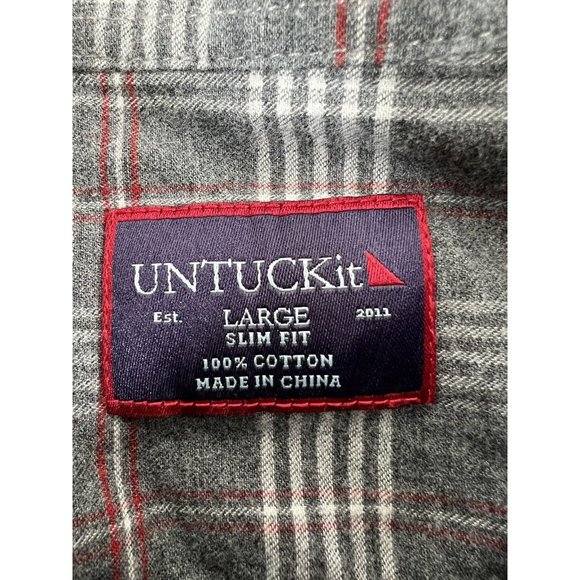 UNTUCKit
Est. LARGE 2011
SLIM FIT
100% COTTON
MADE IN CHINA